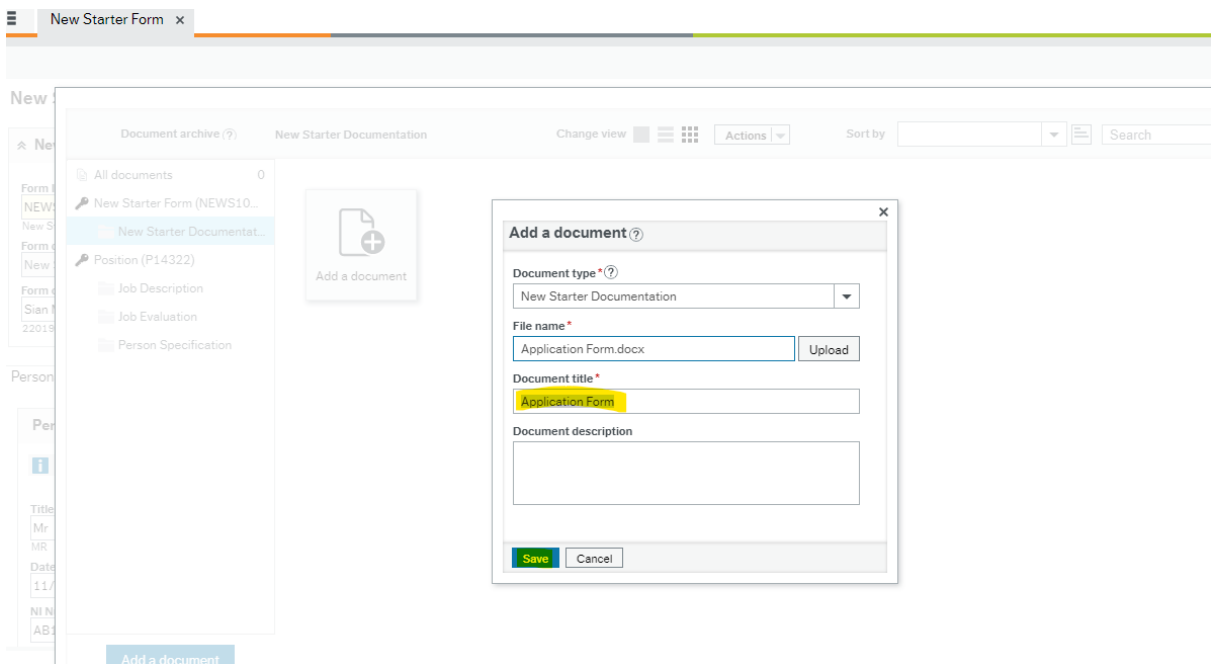 New Starter Form ×
New
Document archive (?)
New Starter Documentation
Change view
Actions
Sort by
Search
Ne
All documents 0
New Starter Form (NEWS10...
New Starter Documentat...
Position (P14322)
Job Description
Job Evaluation
Person Specification
Form
NEWS
New S
Form
New
Form
Sian
22019
Person
Per
i
Title
Mr
MR
Date
11/
NI N
AB1
Add a document
Add a document
Add a document ?
×
Document type * ?
New Starter Documentation
File name *
Application Form.docx
Upload
Document title *
Application Form
Document description
Save
Cancel